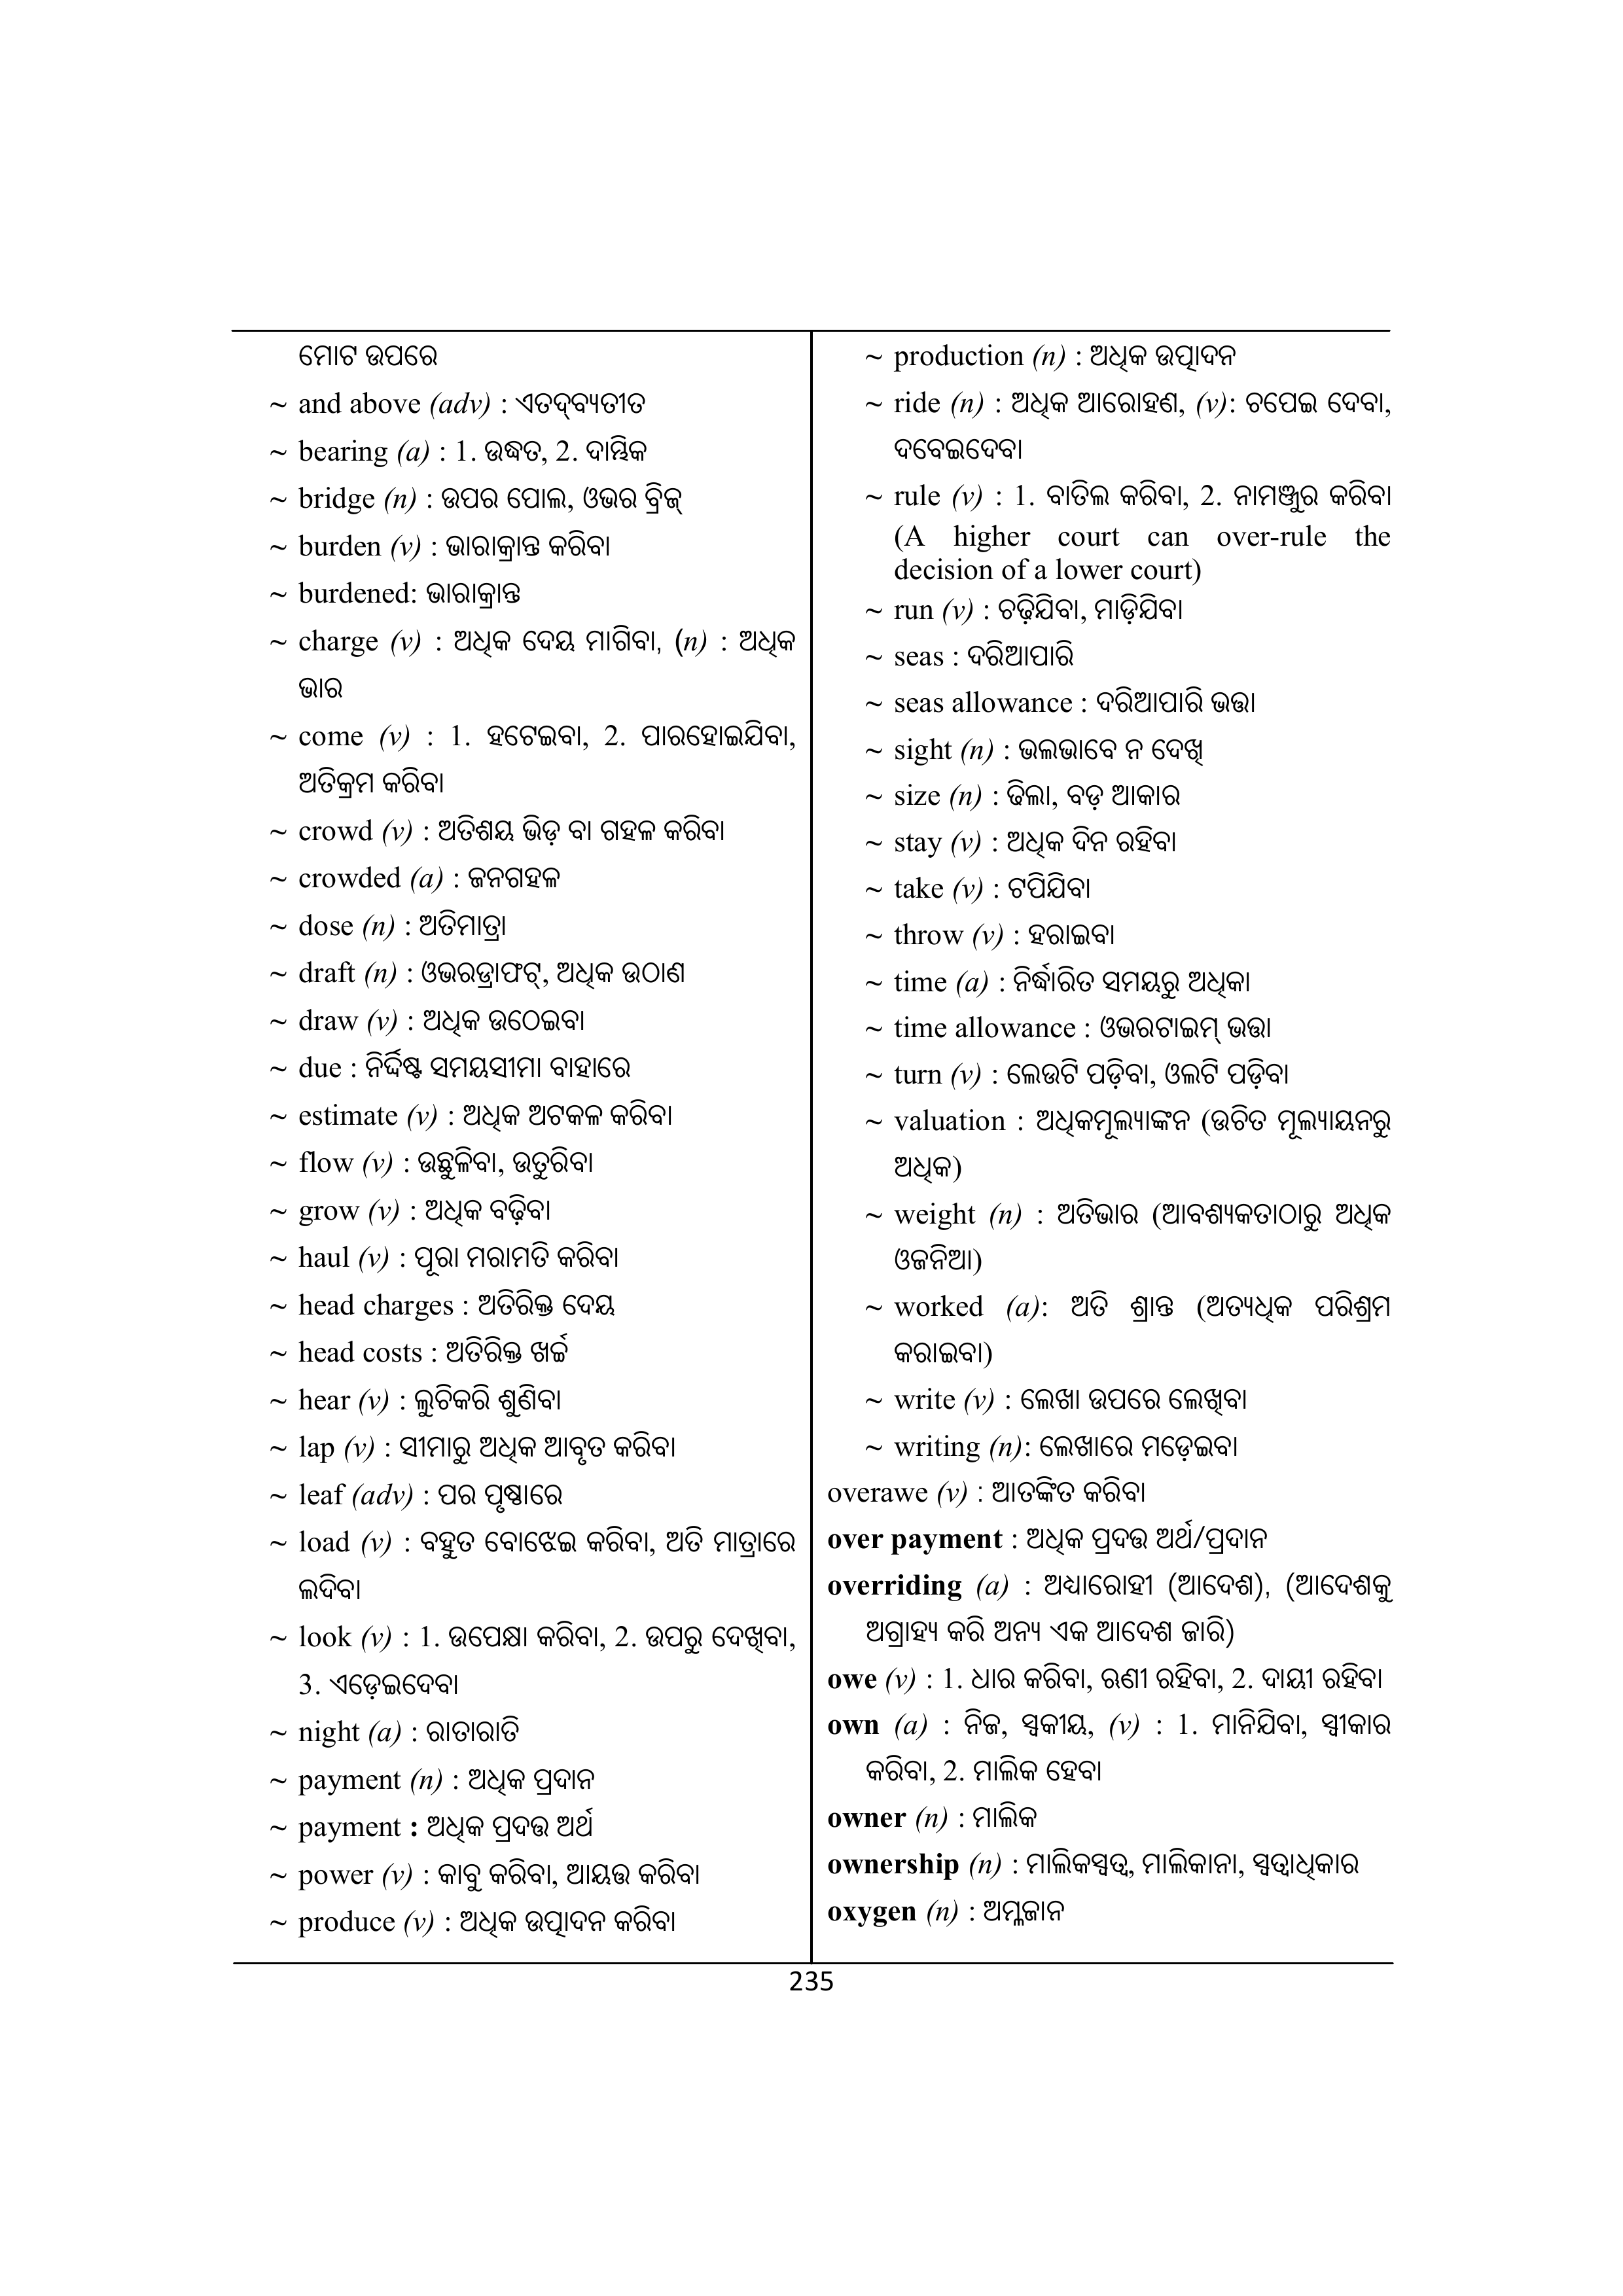 ମୋଟ ଉପରେ
~ and above (adv) : ଏତଦ୍‌ବ୍ୟତୀତ
~ bearing (a) : 1. ଉଦ୍ଧତ, 2. ଦାମ୍ଭିକ
~ bridge (n) : ଉପର ପୋଲ, ଓଭର ବ୍ରିଜ୍
~ burden (v) : ଭାରାକ୍ରାନ୍ତ କରିବା
~ burdened: ଭାରାକ୍ରାନ୍ତ
~ charge (v) : ଅଧିକ ଦେୟ ମାଗିବା, (n) : ଅଧିକ
ଭାର
~ come (v) : 1. ହଟେଇବା, 2. ପାରହୋଇଯିବା,
ଅତିକ୍ରମ କରିବା
~ crowd (v) : ଅତିଶୟ ଭିଡ଼ ବା ଗହଳ କରିବା
~ crowded (a) : ଜନଗହଳ
~ dose (n) : ଅତିମାତ୍ରା
~ draft (n) : ଓଭରଡ୍ରାଫଟ୍, ଅଧିକ ଉଠାଣ
~ draw (v) : ଅଧିକ ଉଠେଇବା
~ due : ନିର୍ଦ୍ଦିଷ୍ଟ ସମୟସୀମା ବାହାରେ
~ estimate (v) : ଅଧିକ ଅଟକଳ କରିବା
~ flow (v) : ଉଛୁଳିବା, ଉତୁରିବା
~ grow (v) : ଅଧିକ ବଢ଼ିବା
~ haul (v) : ପୂରା ମରାମତି କରିବା
~ head charges : ଅତିରିକ୍ତ ଦେୟ
~ head costs : ଅତିରିକ୍ତ ଖର୍ଚ୍ଚ
~ hear (v) : ଲୁଚିକରି ଶୁଣିବା
~ lap (v) : ସୀମାରୁ ଅଧିକ ଆବୃତ କରିବା
~ leaf (adv) : ପର ପୃଷ୍ଠାରେ
~ load (v) : ବହୁତ ବୋଝେଇ କରିବା, ଅତି ମାତ୍ରାରେ
ଲଦିବା
~ look (v) : 1. ଉପେକ୍ଷା କରିବା, 2. ଉପରୁ ଦେଖିବା,
3. ଏଡ଼େଇଦେବା
~ night (a) : ରାତାରାତି
~ payment (n) : ଅଧିକ ପ୍ରଦାନ
~ payment : ଅଧିକ ପ୍ରଦତ୍ତ ଅର୍ଥ
~ power (v) : କାବୁ କରିବା, ଆୟତ୍ତ କରିବା
~ produce (v) : ଅଧିକ ଉତ୍ପାଦନ କରିବା
~ production (n) : ଅଧିକ ଉତ୍ପାଦନ
~ ride (n) : ଅଧିକ ଆରୋହଣ, (v): ଚପେଇ ଦେବା,
ଦବେଇଦେବା
~ rule (v) : 1. ବାତିଲ କରିବା, 2. ନାମଞ୍ଜୁର କରିବା
(A higher court can over-rule the
decision of a lower court)
~ run (v) : ଚଢ଼ିଯିବା, ମାଡ଼ିଯିବା
~ seas : ଦରିଆପାରି
~ seas allowance : ଦରିଆପାରି ଭତ୍ତା
~ sight (n) : ଭଲଭାବେ ନ ଦେଖି
~ size (n) : ଢିଲା, ବଡ଼ ଆକାର
~ stay (v) : ଅଧିକ ଦିନ ରହିବା
~ take (v) : ଟପିଯିବା
~ throw (v) : ହରାଇବା
~ time (a) : ନିର୍ଦ୍ଧାରିତ ସମୟରୁ ଅଧିକା
~ time allowance : ଓଭରଟାଇମ୍ ଭତ୍ତା
~ turn (v) : ଲେଉଟି ପଡ଼ିବା, ଓଲଟି ପଡ଼ିବା
~ valuation : ଅଧିକମୂଲ୍ୟାଙ୍କନ (ଉଚିତ ମୂଲ୍ୟାୟନରୁ
ଅଧିକ)
~ weight (n) : ଅତିଭାର (ଆବଶ୍ୟକତାଠାରୁ ଅଧିକ
ଓଜନିଆ)
~ worked (a): ଅତି ଶ୍ରାନ୍ତ (ଅତ୍ୟଧିକ ପରିଶ୍ରମ
କରାଇବା)
~ write (v) : ଲେଖା ଉପରେ ଲେଖିବା
~ writing (n): ଲେଖାରେ ମଡ଼େଇବା
overawe (v) : ଆତଙ୍କିତ କରିବା
over payment : ଅଧିକ ପ୍ରଦତ୍ତ ଅର୍ଥ/ପ୍ରଦାନ
overriding (a) : ଅଧ୍ୟାରୋହୀ (ଆଦେଶ), (ଆଦେଶକୁ
ଅଗ୍ରାହ୍ୟ କରି ଅନ୍ୟ ଏକ ଆଦେଶ ଜାରି)
owe (v) : 1. ଧାର କରିବା, ଋଣୀ ରହିବା, 2. ଦାୟୀ ରହିବା
own (a) : ନିଜ, ସ୍ୱକୀୟ, (v) : 1. ମାନିଯିବା, ସ୍ୱୀକାର
କରିବା, 2. ମାଲିକ ହେବା
owner (n) : ମାଲିକ
ownership (n) : ମାଲିକସ୍ୱତ୍ୱ, ମାଲିକାନା, ସ୍ୱତ୍ୱାଧିକାର
oxygen (n) : ଅମ୍ଳଜାନ
235